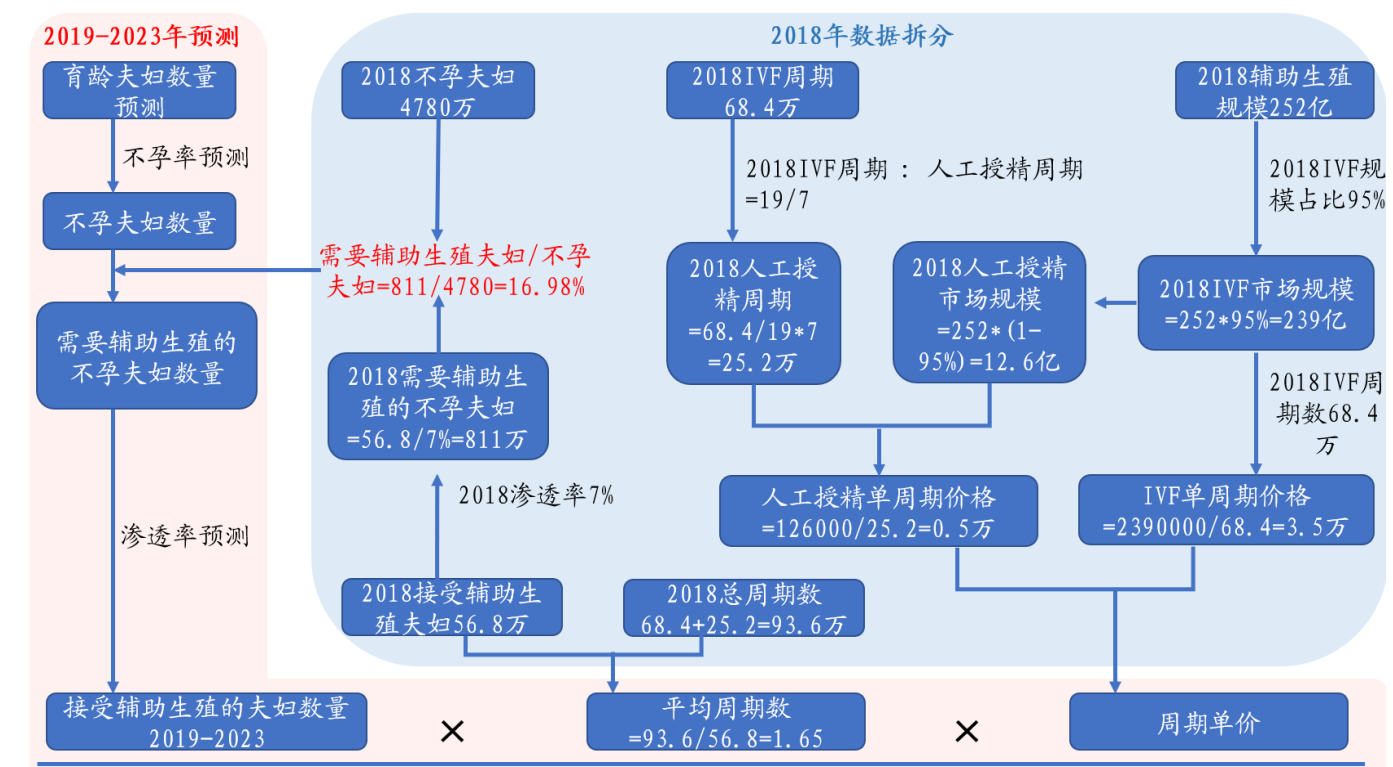 2019-2023年预测
育龄夫妇数量
预测
不孕率预测
不孕夫妇数量
需要辅助生殖的
不孕夫妇数量
渗透率预测
接受辅助生殖的夫妇数量
2019-2023
2018年数据拆分
2018不孕夫妇
4780万
需要辅助生殖夫妇/不孕
夫妇=811/4780=16.98%
2018需要辅助生
殖的不孕夫妇
=56.8/7%=811万
2018渗透率7%
2018接受辅助生
殖夫妇56.8万
2018IVF周期
68.4万
2018IVF周期 : 人工授精周期
=19/7
2018人工授
精周期
=68.4/19*7
=25.2万
2018人工授精
市场规模
=252*(1-
95%)=12.6亿
2018辅助生殖
规模252亿
2018IVF规
模占比95%
2018IVF市场规模
=252*95%=239亿
2018IVF周
期数68.4
万
人工授精单周期价格
=126000/25.2=0.5万
IVF单周期价格
=2390000/68.4=3.5万
2018总周期数
68.4+25.2=93.6万
×
平均周期数
=93.6/56.8=1.65
×
周期单价